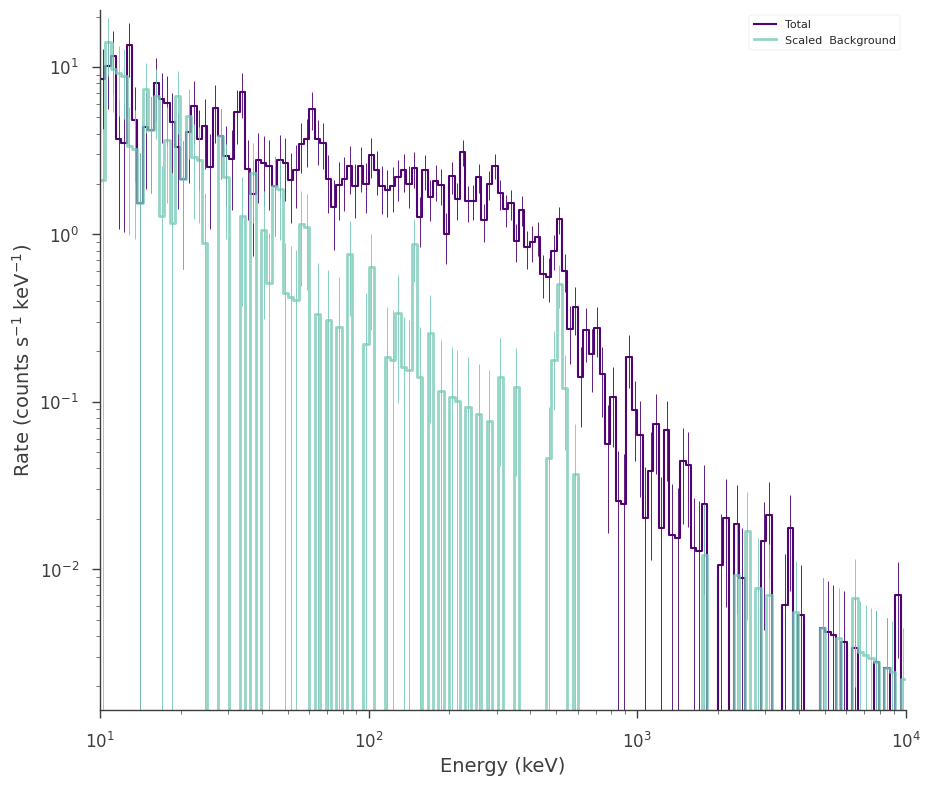 Total
Scaled  Background
10¹
10⁰
10⁻¹
10⁻²
Rate (counts s⁻¹ keV⁻¹)
10¹ 10² 10³ 10⁴
Energy (keV)